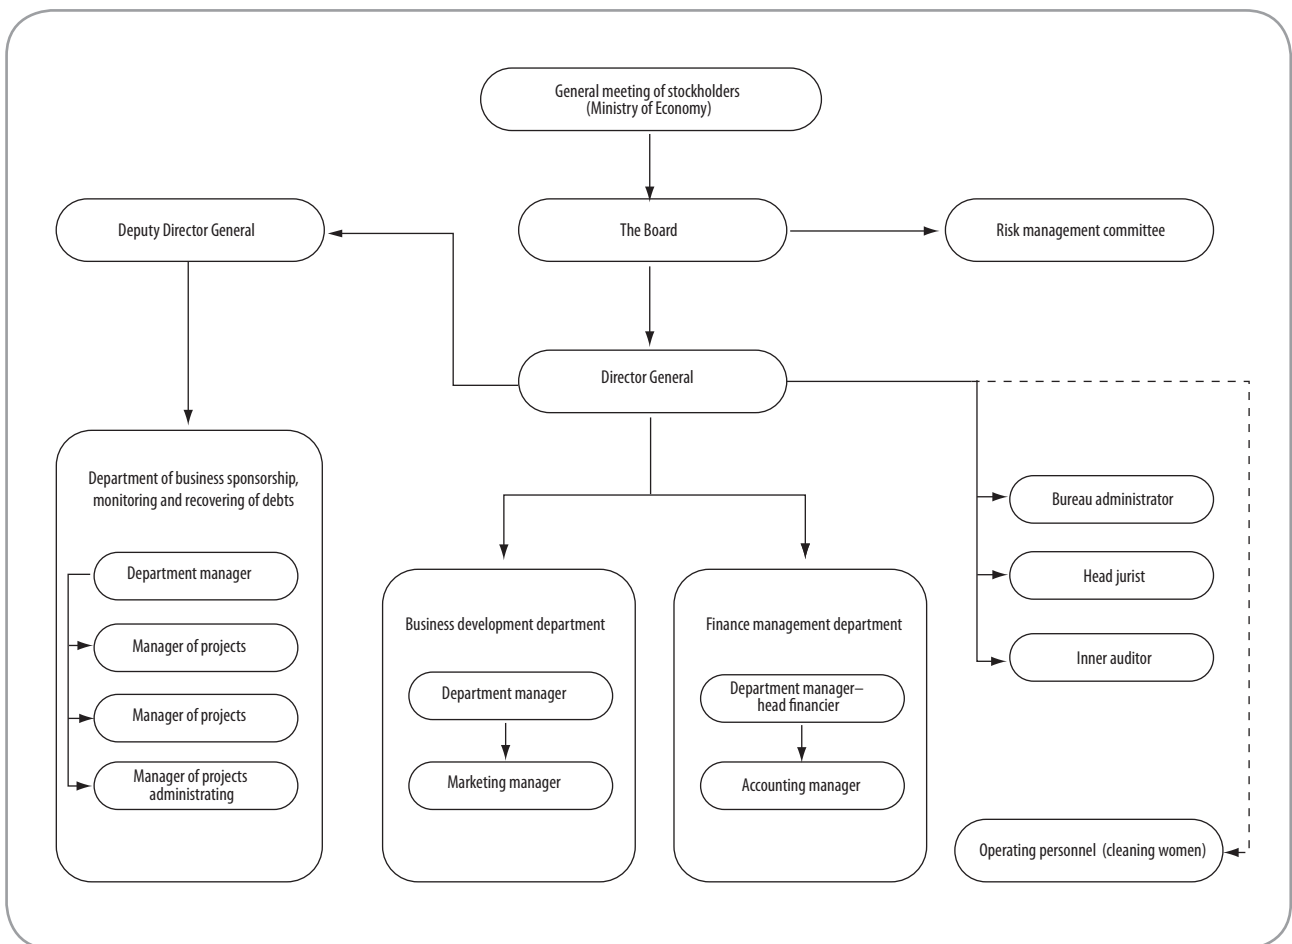 General meeting of stockholders
(Ministry of Economy)
Deputy Director General
The Board
Risk management committee
Director General
Department of business sponsorship,
monitoring and recovering of debts
Department manager
Manager of projects
Manager of projects
Manager of projects
administrating
Business development department
Department manager
Marketing manager
Finance management department
Department manager–
head financier
Accounting manager
Bureau administrator
Head jurist
Inner auditor
Operating personnel (cleaning women)